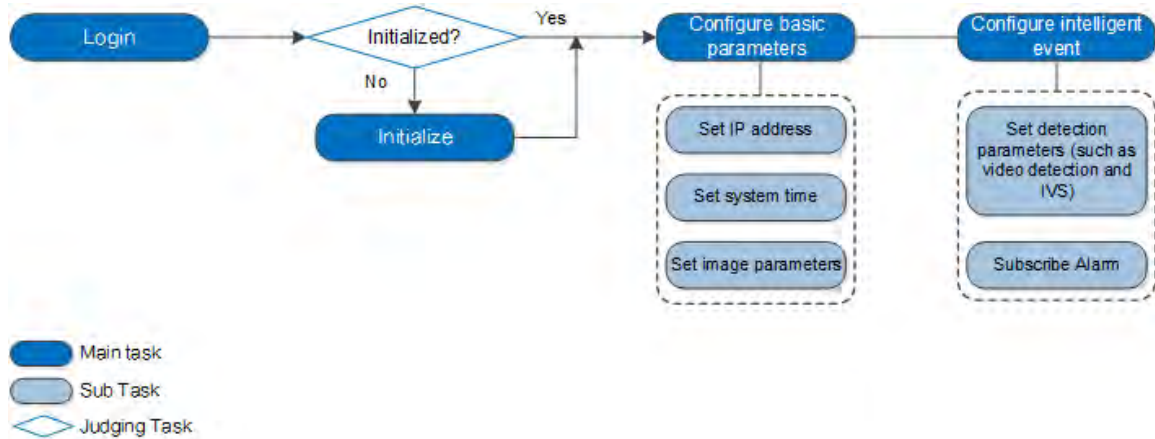 Login
Initialized?
Yes
No
Initialize
Configure basic
parameters
Set IP address
Set system time
Set image parameters
Configure intelligent
event
Set detection
parameters (such as
video detection and
IVS)
Subscribe Alarm
Main task
Sub Task
Judging Task